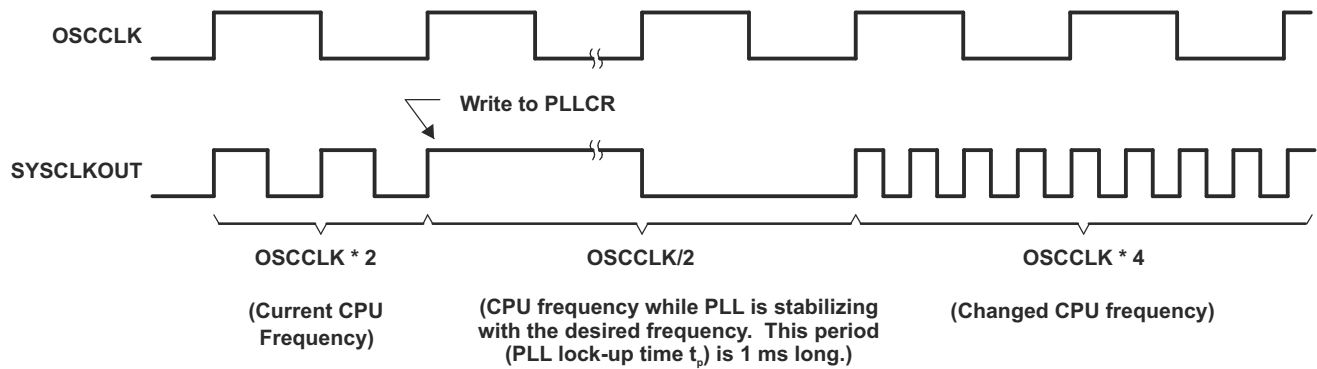 OSCCLK
Write to PLLCR
SYSCLKOUT
OSCCLK * 2
OSCCLK/2
OSCCLK * 4
(Current CPU
Frequency)
(CPU frequency while PLL is stabilizing
with the desired frequency. This period
(PLL lock-up time tp) is 1 ms long.)
(Changed CPU frequency)